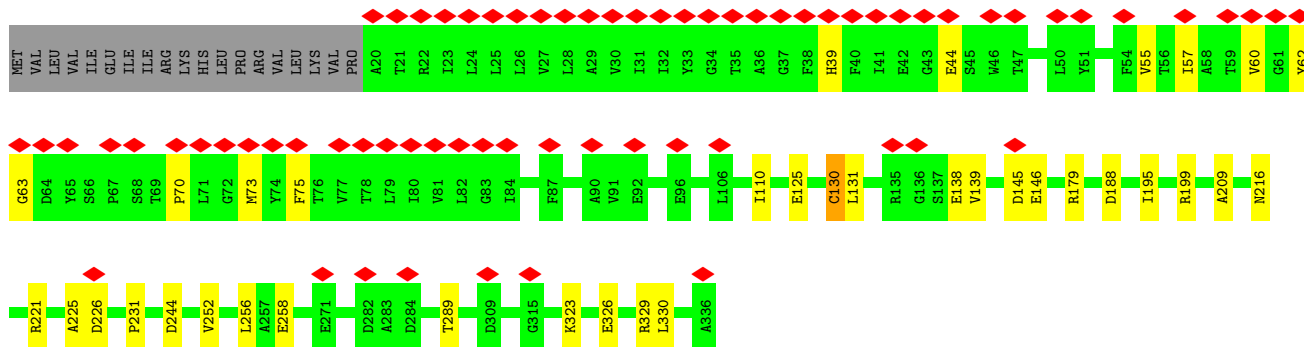 MET VAL LEU VAL ILE GLU ILE ILE ARG LYS HIS LEU PRO ARG VAL LEU LYS VAL PRO A20 T21 R22 I23 L24 L25 L26 V27 L28 A29 V30 I31 I32 Y33 G34 T35 A36 G37 F38 H39 F40 I41 E42 G43 E44 S45 W46 T47 L50 Y51 F54 V55 T56 I57 A58 T59 V60 G61 Y62
G63 D64 Y65 S66 P67 S68 T69 P70 L71 G72 M73 Y74 F75 T76 V77 T78 L79 I80 V81 L82 G83 I84 F87 A90 V91 E92 E96 L106 I110 E125 C130 L131 R135 G136 S137 E138 V139 D145 E146 R179 D188 I195 R199 A209 N216
R221 A225 D226 P231 D244 V252 L256 A257 E258 E271 D282 A283 D284 T289 D309 G315 K323 E326 R329 L330 A336